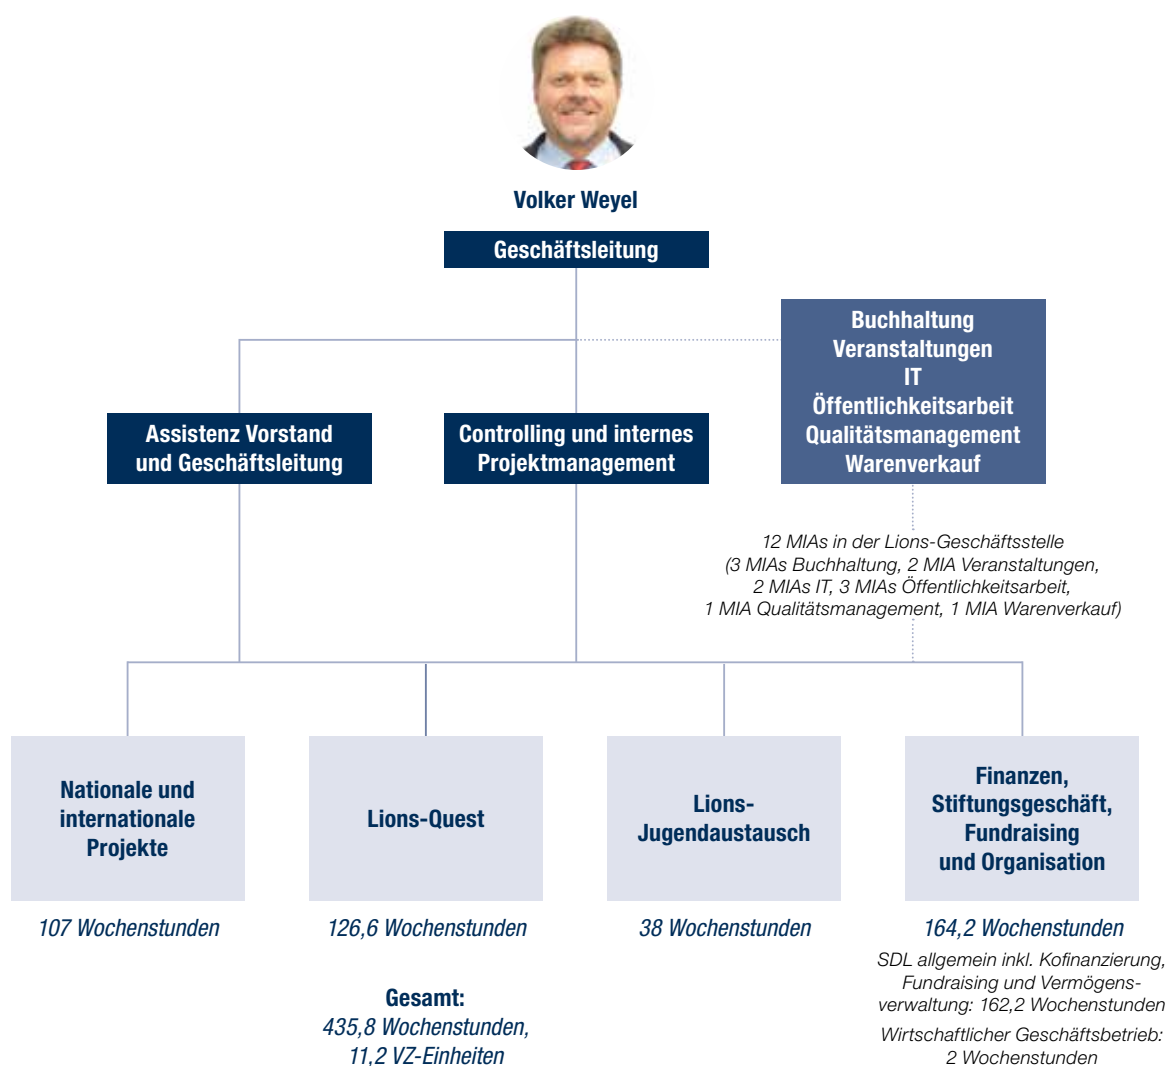 Volker Weyel
Geschäftsleitung
Buchhaltung
Veranstaltungen
IT
Öffentlichkeitsarbeit
Qualitätsmanagement
Warenverkauf
Assistenz Vorstand
und Geschäftsleitung
Controlling und internes
Projektmanagement
12 MIAs in der Lions-Geschäftsstelle
(3 MIAs Buchhaltung, 2 MIA Veranstaltungen,
2 MIAs IT, 3 MIAs Öffentlichkeitsarbeit,
1 MIA Qualitätsmanagement, 1 MIA Warenverkauf)
Nationale und
internationale
Projekte
107 Wochenstunden
Lions-Quest
126,6 Wochenstunden
Lions-
Jugendaustausch
38 Wochenstunden
Finanzen,
Stiftungsgeschäft,
Fundraising
und Organisation
164,2 Wochenstunden
SDL allgemein inkl. Kofinanzierung,
Fundraising und Vermögens-
verwaltung: 162,2 Wochenstunden
Wirtschaftlicher Geschäftsbetrieb:
2 Wochenstunden
Gesamt:
435,8 Wochenstunden,
11,2 VZ-Einheiten